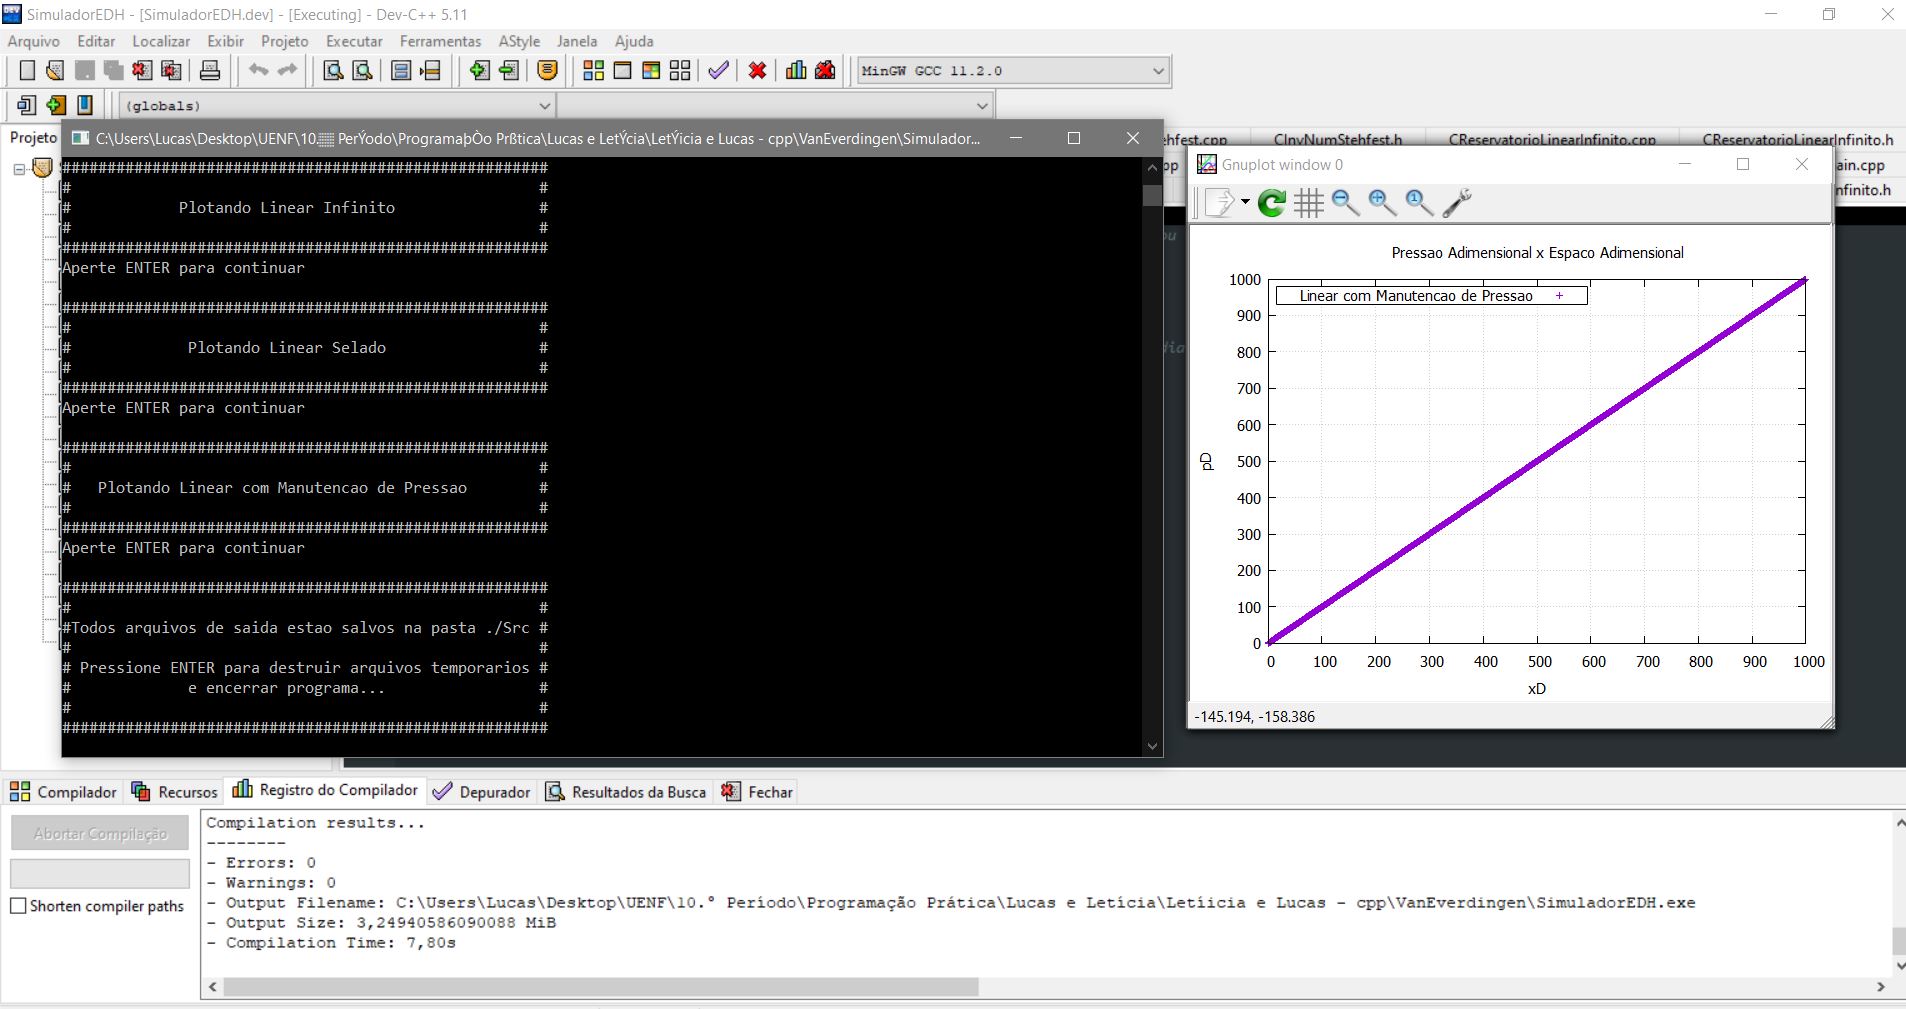 SimuladorEDH - [SimuladorEDH.dev] - [Executing] - Dev-C++ 5.11
Arquivo Editar Localizar Exibir Projeto Executar Ferramentas AStyle Janela Ajuda
MinGW GCC 11.2.0
(globals)
Projeto
C:\Users\Lucas\Desktop\UENF\10.▒ PerÝodo\ProgramaþÒo Prßtica\Lucas e LetÝcia\LetÝicia e Lucas - cpp\VanEverdingen\Simulador...
hfest.cpp CInvNumStehfest.h CReservatorioLinearInfinito.cpp CReservatorioLinearInfinito.h
pp ain.cpp
nfinito.h
ou
dia
######################################################
# #
# Plotando Linear Infinito #
# #
######################################################
Aperte ENTER para continuar
######################################################
# #
# Plotando Linear Selado #
# #
######################################################
Aperte ENTER para continuar
######################################################
# #
# Plotando Linear com Manutencao de Pressao #
# #
######################################################
Aperte ENTER para continuar
######################################################
# #
#Todos arquivos de saida estao salvos na pasta ./Src #
# #
# Pressione ENTER para destruir arquivos temporarios #
# e encerrar programa... #
# #
######################################################
Gnuplot window 0
Pressao Adimensional x Espaco Adimensional
Linear com Manutencao de Pressao
1000
900
800
700
600
500
400
300
200
100
0
pD
0 100 200 300 400 500 600 700 800 900 1000
xD
-145.194, -158.386
Compilador Recursos Registro do Compilador Depurador Resultados da Busca Fechar
Abortar Compilação
Shorten compiler paths
Compilation results...
--------
- Errors: 0
- Warnings: 0
- Output Filename: C:\Users\Lucas\Desktop\UENF\10.° Período\Programação Prática\Lucas e Letícia\Letíicia e Lucas - cpp\VanEverdingen\SimuladorEDH.exe
- Output Size: 3,24940586090088 MiB
- Compilation Time: 7,80s